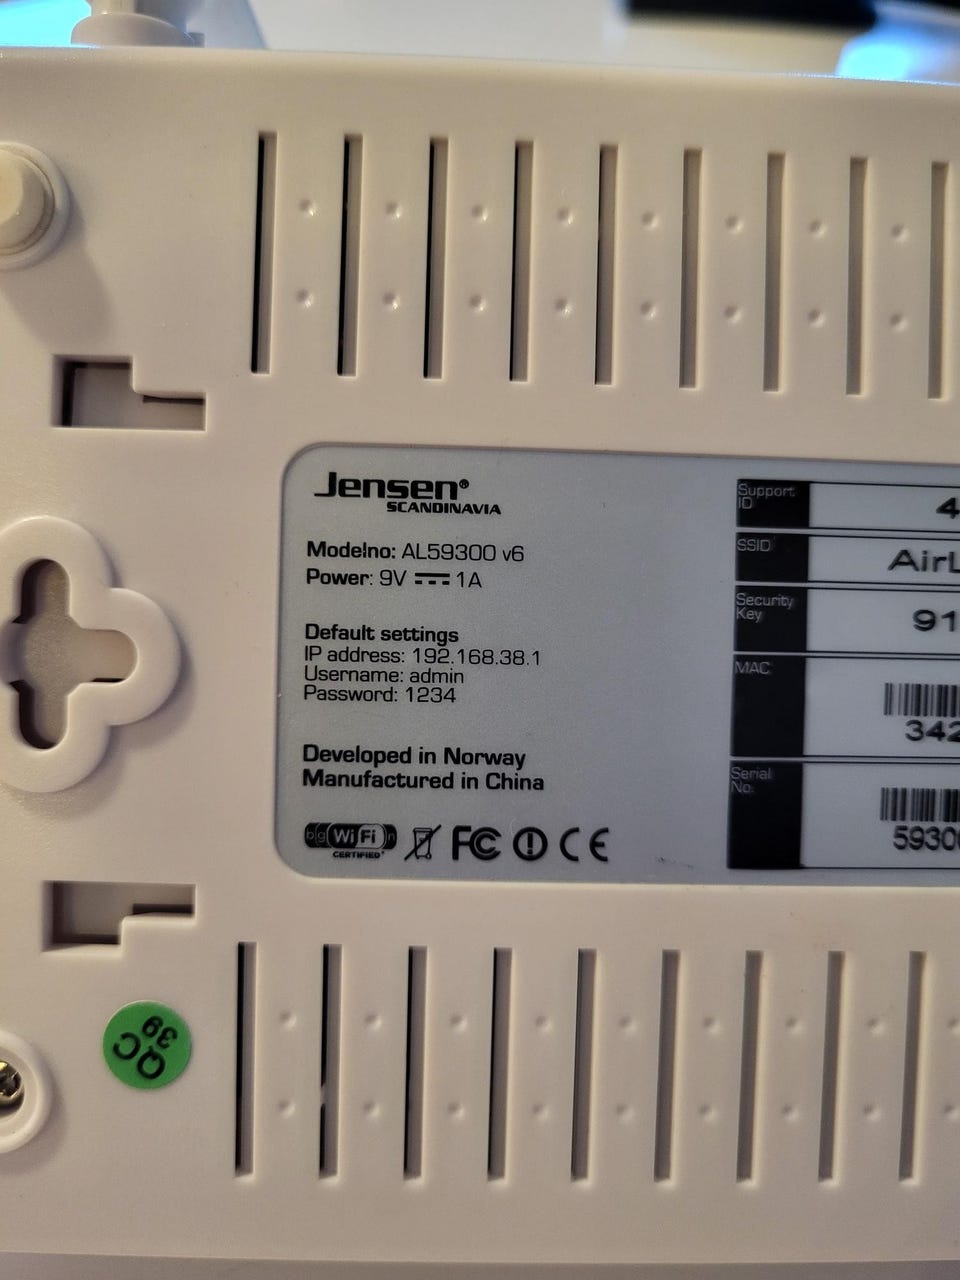 Jensen®
SCANDINAVIA
Modelno: AL59300 v6
Power: 9V 1A
Default settings
IP address: 192.168.38.1
Username: admin
Password: 1234
Developed in Norway
Manufactured in China
bg WiFi n
CERTIFIED
FC CE
Support
ID
4
SSID
AirL
Security
Key
91
MAC
342
Serial
No.
5930
QC
39